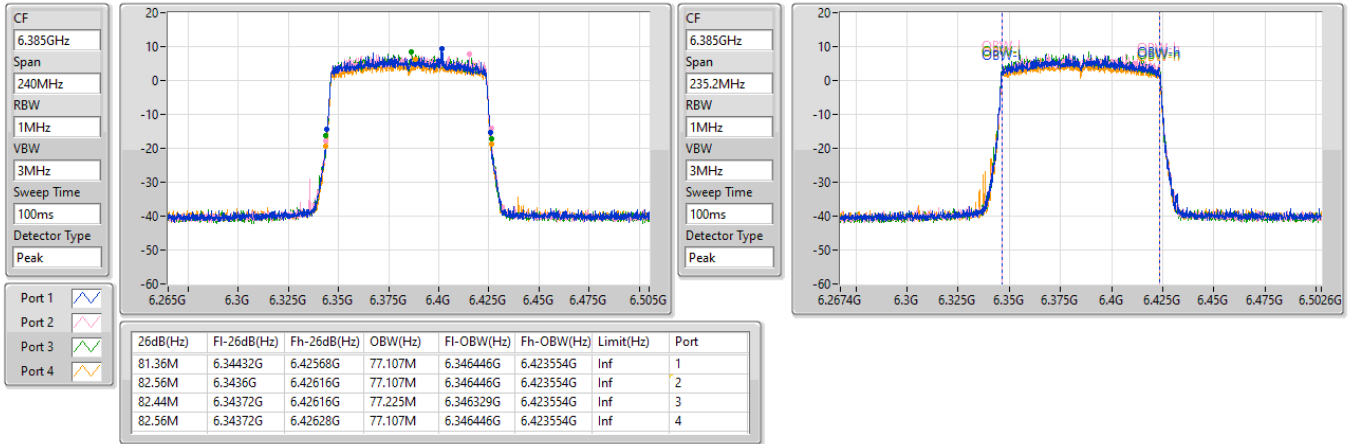 CF
6.385GHz
Span
240MHz
RBW
1MHz
VBW
3MHz
Sweep Time
100ms
Detector Type
Peak
20
10
0
-10
-20
-30
-40
-50
-60
6.265G 6.3G 6.325G 6.35G 6.375G 6.4G 6.425G 6.45G 6.475G 6.505G
CF
6.385GHz
Span
235.2MHz
RBW
1MHz
VBW
3MHz
Sweep Time
100ms
Detector Type
Peak
20
10
0
-10
-20
-30
-40
-50
-60
OBW-l OBW-h
6.2674G 6.3G 6.325G 6.35G 6.375G 6.4G 6.425G 6.45G 6.475G 6.5026G
Port 1
Port 2
Port 3
Port 4
26dB(Hz) Fl-26dB(Hz) Fh-26dB(Hz) OBW(Hz) Fl-OBW(Hz) Fh-OBW(Hz) Limit(Hz) Port
81.36M 6.34432G 6.42568G 77.107M 6.346446G 6.423554G Inf 1
82.56M 6.3436G 6.42616G 77.107M 6.346446G 6.423554G Inf 2
82.44M 6.34372G 6.42616G 77.225M 6.346329G 6.423554G Inf 3
82.56M 6.34372G 6.42628G 77.107M 6.346446G 6.423554G Inf 4